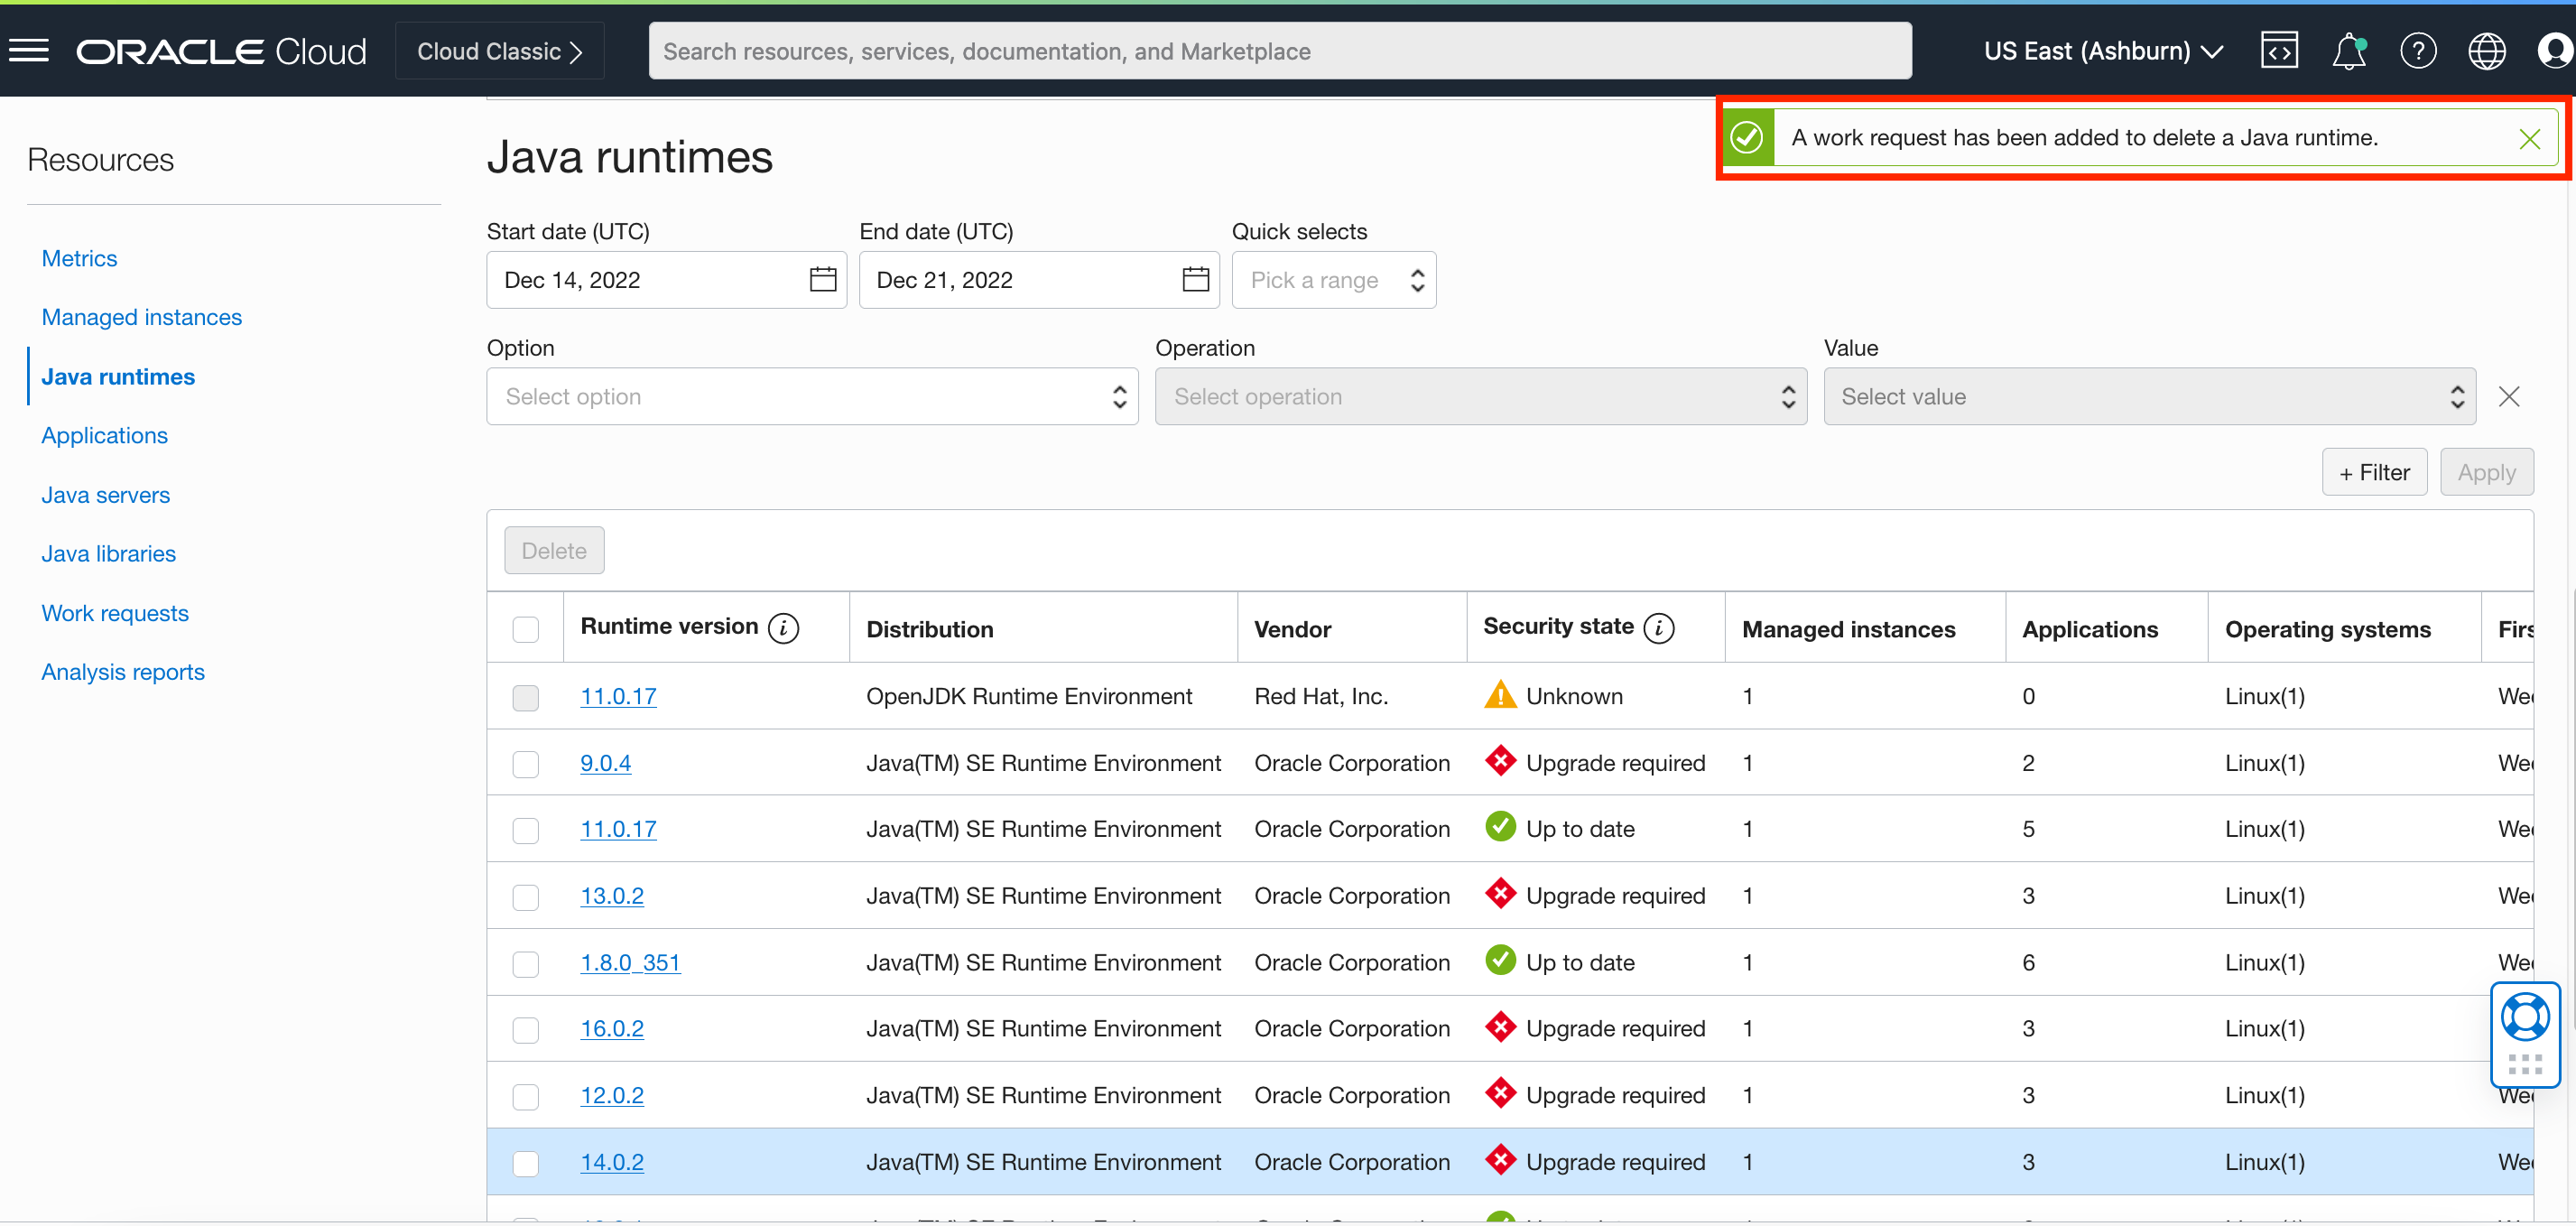 ORACLE Cloud
Cloud Classic
Search resources, services, documentation, and Marketplace
US East (Ashburn)
A work request has been added to delete a Java runtime.
Resources
Metrics
Managed instances
Java runtimes
Applications
Java servers
Java libraries
Work requests
Analysis reports
Java runtimes
Start date (UTC) End date (UTC) Quick selects
Dec 14, 2022 Dec 21, 2022 Pick a range
Option Operation Value
Select option Select operation Select value
+ Filter Apply
Delete
Runtime version Distribution Vendor Security state Managed instances Applications Operating systems Firs
11.0.17 OpenJDK Runtime Environment Red Hat, Inc. Unknown 1 0 Linux(1) Wee
9.0.4 Java(TM) SE Runtime Environment Oracle Corporation Upgrade required 1 2 Linux(1) Wee
11.0.17 Java(TM) SE Runtime Environment Oracle Corporation Up to date 1 5 Linux(1) Wee
13.0.2 Java(TM) SE Runtime Environment Oracle Corporation Upgrade required 1 3 Linux(1) Wee
1.8.0_351 Java(TM) SE Runtime Environment Oracle Corporation Up to date 1 6 Linux(1) Wee
16.0.2 Java(TM) SE Runtime Environment Oracle Corporation Upgrade required 1 3 Linux(1)
12.0.2 Java(TM) SE Runtime Environment Oracle Corporation Upgrade required 1 3 Linux(1) Wee
14.0.2 Java(TM) SE Runtime Environment Oracle Corporation Upgrade required 1 3 Linux(1) Wee